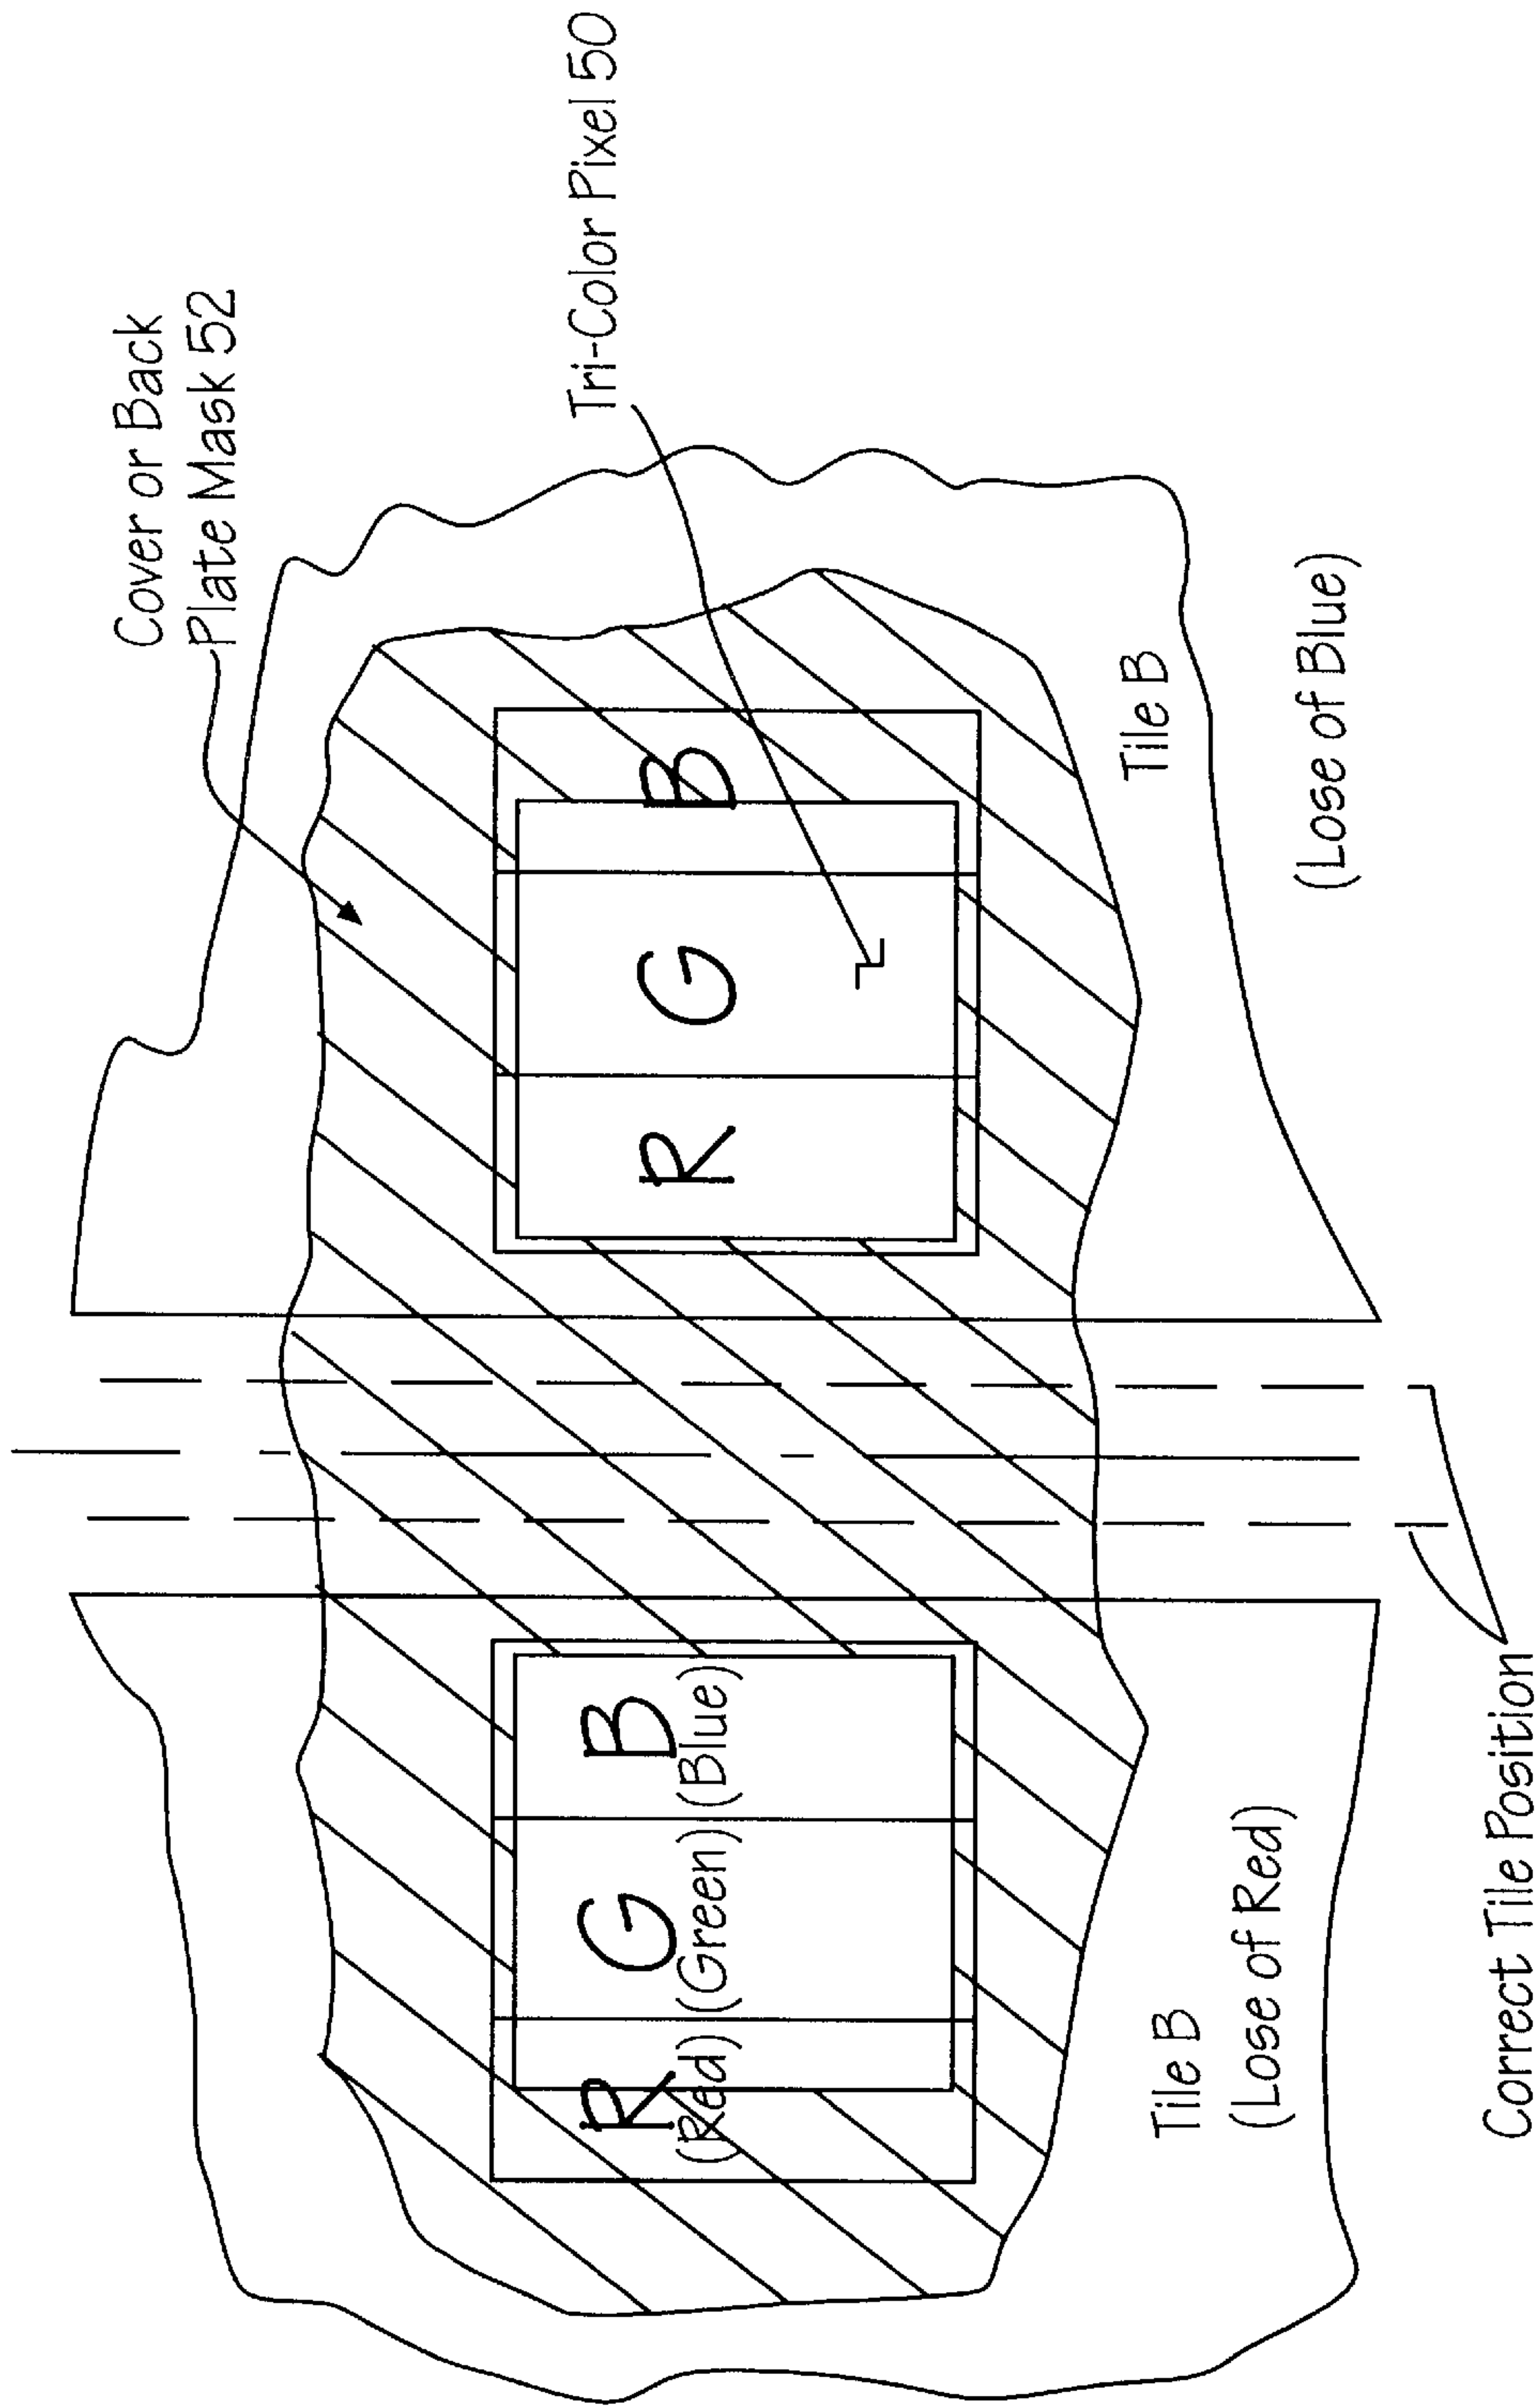 Cover or Back
Plate Mask 52
Tri-Color Pixel 50
R G B
(Red) (Green) (Blue)
R G B
Tile B
(Lose of Red)
Tile B
(Lose of Blue)
Correct Tile Position